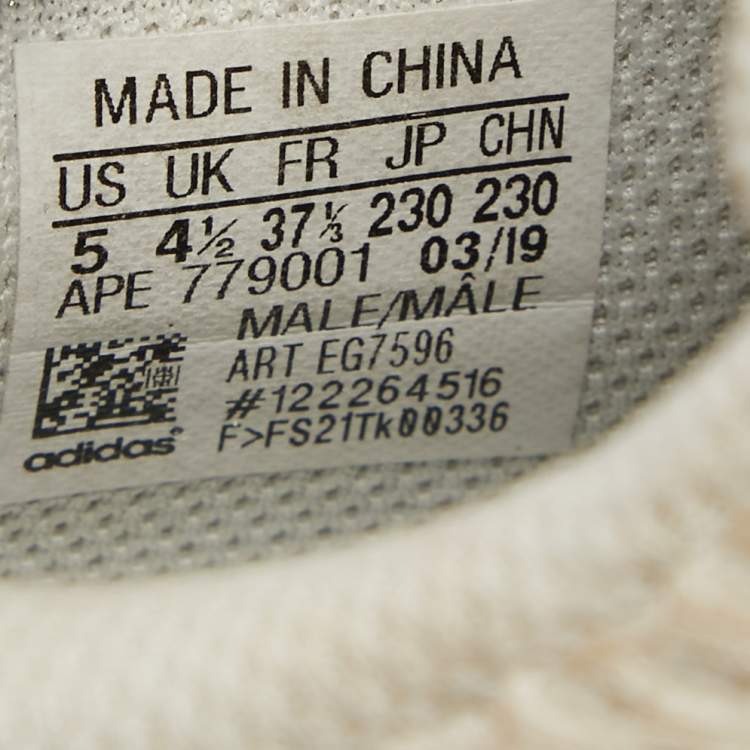 MADE IN CHINA
US UK FR JP CHN
5 4½ 37⅓ 230 230
APE 779001 03/19
MALE/MÂLE
ART EG7596
#122264516
F>FS21Tk00336
adidas